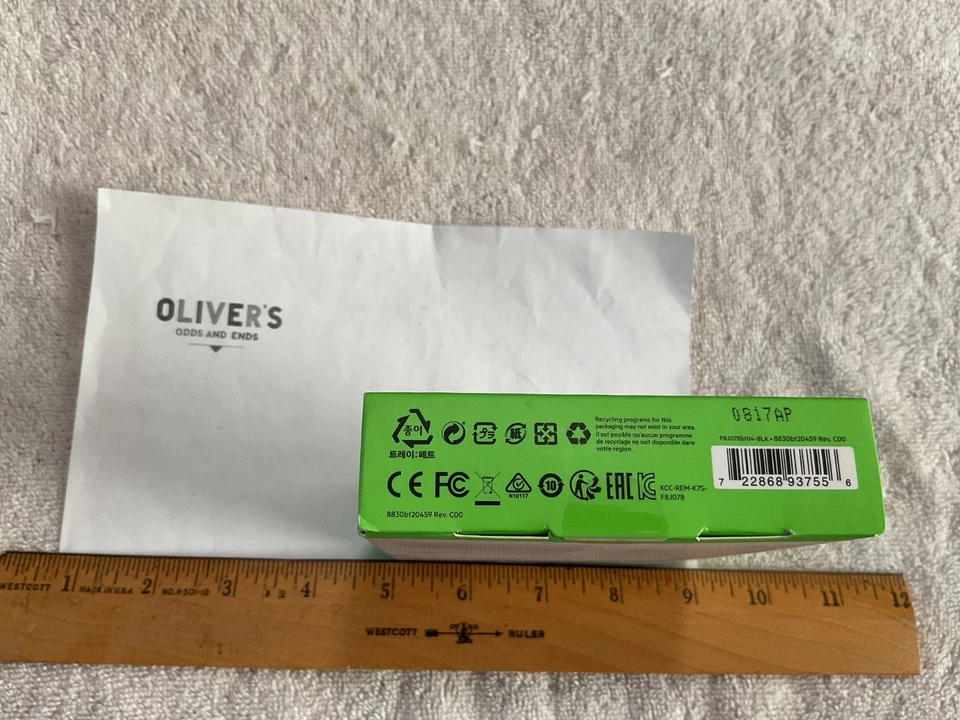 OLIVER'S
ODDS AND ENDS
종이
트레이:페트
Recycling programs for this
packaging may not exist in your area.
Il est posible qu'aucun programme
de recyclage ne soit disponible dans
votre région.
0817AP
F8J078bt04-BLK • 8830bt20459 Rev. C00
7 22868 93755 6
CE FC
N10117
10
EAC
KCC-REM-K7S-
F8J078
8830bt20459 Rev. C00
WESTCOTT 1 MADE IN U.S.A. 2 3 4 5 6 7 8 9 10 11 12
WESTCOTT RULER